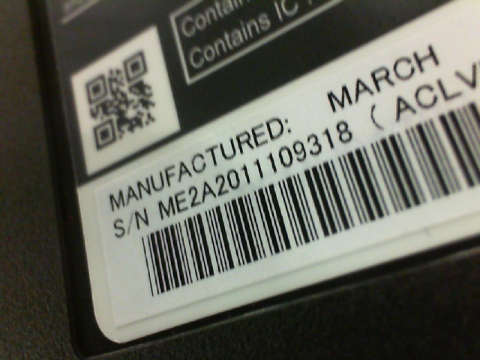 Contains IC
MANUFACTURED: MARCH
S/N ME2A2011109318 ( ACLV